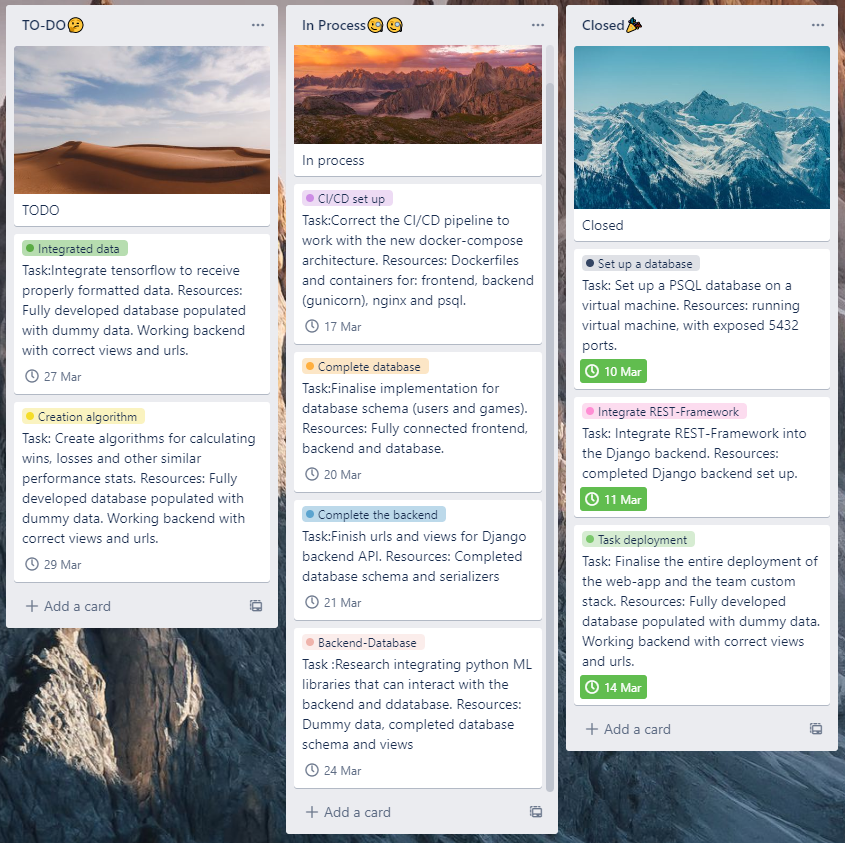 TO-DO🤔
TODO
Integrated data
Task:Integrate tensorflow to receive
properly formatted data. Resources:
Fully developed database populated
with dummy data. Working backend
with correct views and urls.
27 Mar
Creation algorithm
Task: Create algorithms for calculating
wins, losses and other similar
performance stats. Resources: Fully
developed database populated with
dummy data. Working backend with
correct views and urls.
29 Mar
+ Add a card
In Process🧐🧐
In process
CI/CD set up
Task:Correct the CI/CD pipeline to
work with the new docker-compose
architecture. Resources: Dockerfiles
and containers for: frontend, backend
(gunicorn), nginx and psql.
17 Mar
Complete database
Task:Finalise implementation for
database schema (users and games).
Resources: Fully connected frontend,
backend and database.
20 Mar
Complete the backend
Task:Finish urls and views for Django
backend API. Resources: Completed
database schema and serializers
21 Mar
Backend-Database
Task :Research integrating python ML
libraries that can interact with the
backend and ddatabase. Resources:
Dummy data, completed database
schema and views
24 Mar
+ Add a card
Closed🎉
Closed
Set up a database
Task: Set up a PSQL database on a
virtual machine. Resources: running
virtual machine, with exposed 5432
ports.
10 Mar
Integrate REST-Framework
Task: Integrate REST-Framework into
the Django backend. Resources:
completed Django backend set up.
11 Mar
Task deployment
Task: Finalise the entire deployment of
the web-app and the team custom
stack. Resources: Fully developed
database populated with dummy data.
Working backend with correct views
and urls.
14 Mar
+ Add a card